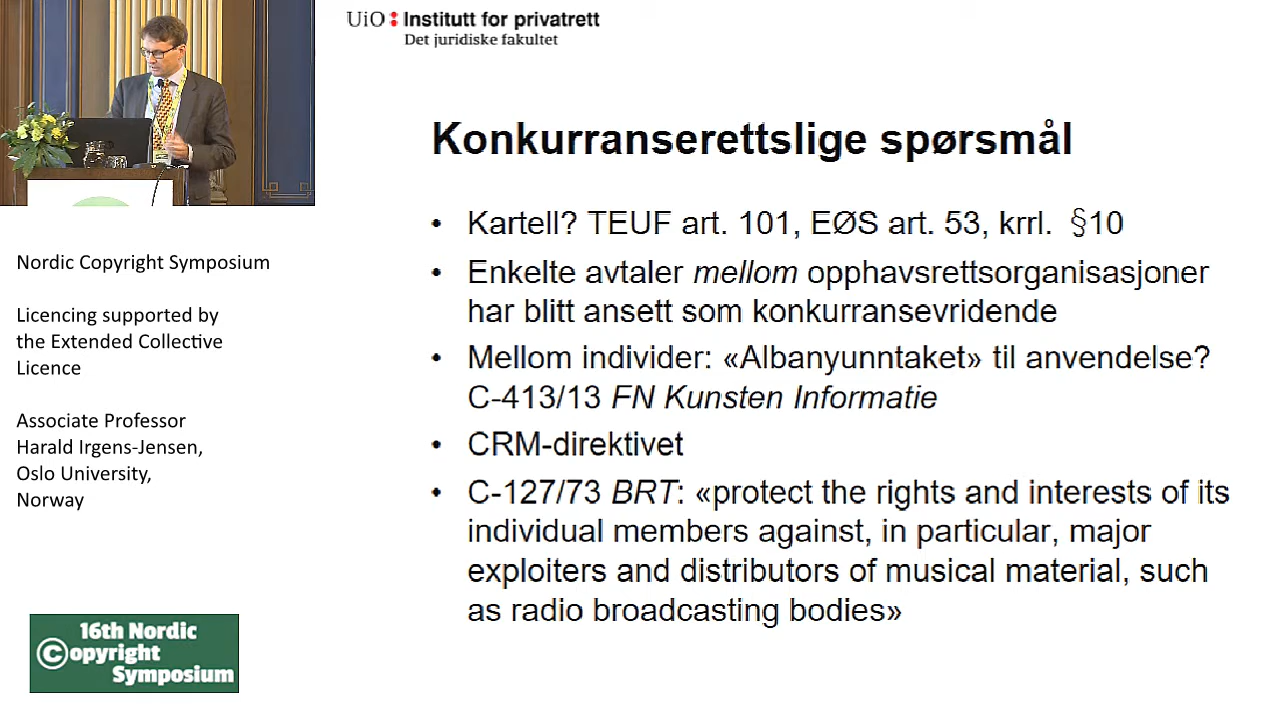 UiO Institutt for privatrett
Det juridiske fakultet
Konkurranserettslige spørsmål
• Kartell? TEUF art. 101, EØS art. 53, krrl. §10
• Enkelte avtaler mellom opphavsrettsorganisasjoner
har blitt ansett som konkurransevridende
• Mellom individer: «Albanyunntaket» til anvendelse?
C-413/13 FN Kunsten Informatie
• CRM-direktivet
• C-127/73 BRT: «protect the rights and interests of its
individual members against, in particular, major
exploiters and distributors of musical material, such
as radio broadcasting bodies»
Nordic Copyright Symposium
Licencing supported by
the Extended Collective
Licence
Associate Professor
Harald Irgens-Jensen,
Oslo University,
Norway
16th Nordic
©opyright
Symposium